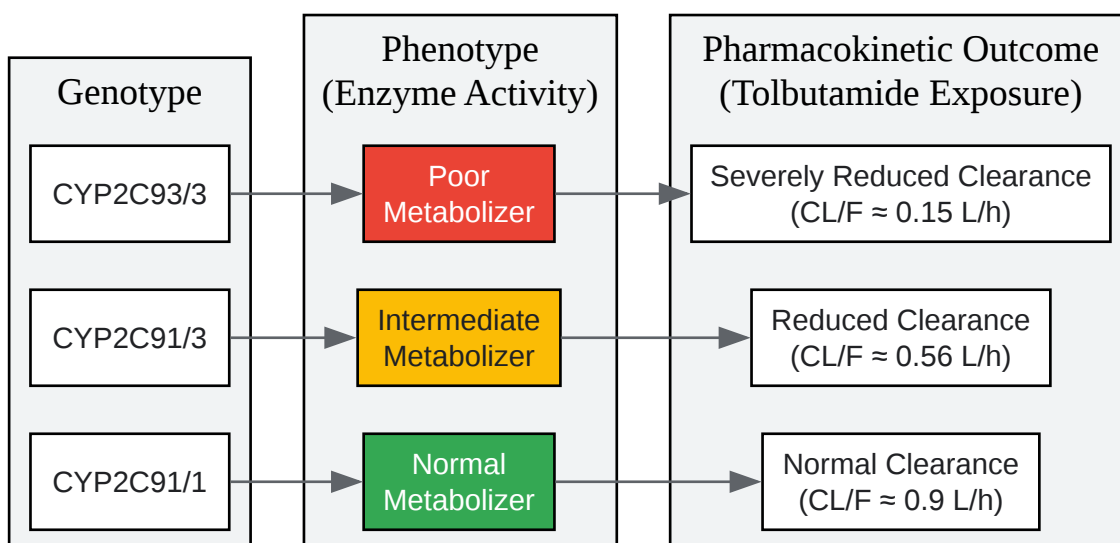 Genotype
Phenotype
(Enzyme Activity)
Pharmacokinetic Outcome
(Tolbutamide Exposure)
CYP2C93/3
Poor
Metabolizer
Severely Reduced Clearance
(CL/F ≈ 0.15 L/h)
CYP2C91/3
Intermediate
Metabolizer
Reduced Clearance
(CL/F ≈ 0.56 L/h)
CYP2C91/1
Normal
Metabolizer
Normal Clearance
(CL/F ≈ 0.9 L/h)